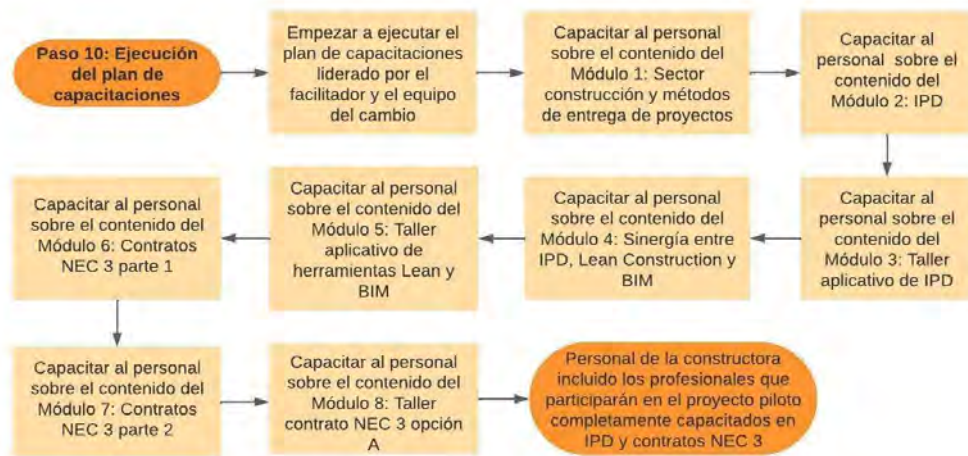 Paso 10: Ejecución
del plan de
capacitaciones
Empezar a ejecutar el
plan de capacitaciones
liderado por el
facilitador y el equipo
del cambio
Capacitar al personal
sobre el contenido del
Módulo 1: Sector
construcción y métodos
de entrega de proyectos
Capacitar al
personal sobre el
contenido del
Módulo 2: IPD
Capacitar al
personal sobre el
contenido del
Módulo 3: Taller
aplicativo de IPD
Capacitar al personal
sobre el contenido del
Módulo 4: Sinergía entre
IPD, Lean Construction y
BIM
Capacitar al personal
sobre el contenido del
Módulo 5: Taller
aplicativo de
herramientas Lean y
BIM
Capacitar al personal
sobre el contenido del
Módulo 6: Contratos
NEC 3 parte 1
Capacitar al personal
sobre el contenido del
Módulo 7: Contratos
NEC 3 parte 2
Capacitar al personal
sobre el contenido del
Módulo 8: Taller
contrato NEC 3 opción
A
Personal de la constructora
incluido los profesionales que
participarán en el proyecto piloto
completamente capacitados en
IPD y contratos NEC 3